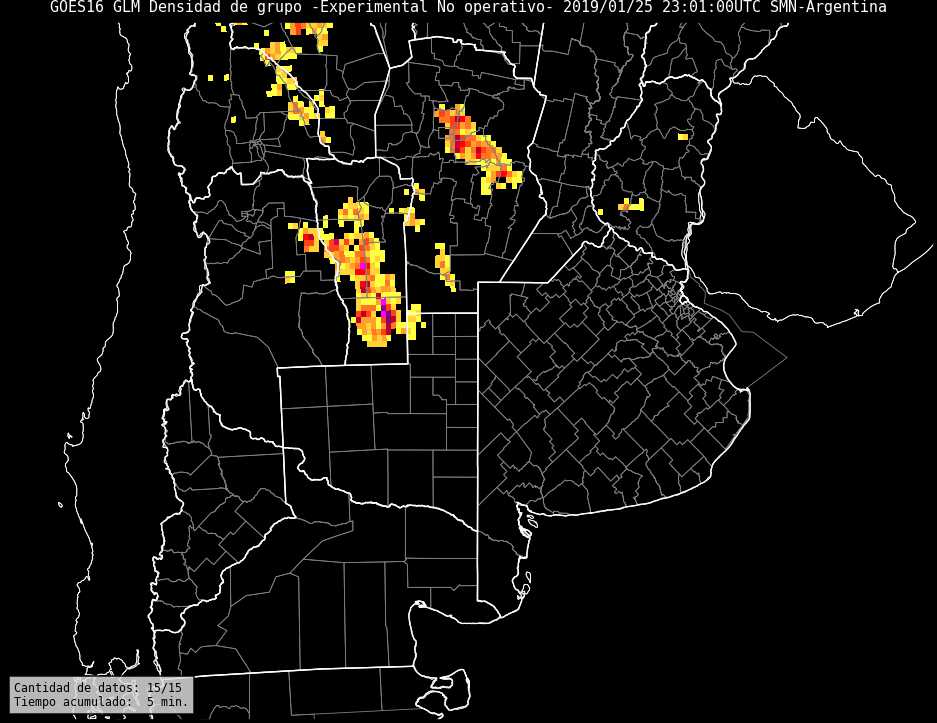 GOES16 GLM Densidad de grupo -Experimental No operativo- 2019/01/25 23:01:00UTC SMN-Argentina
Cantidad de datos: 15/15
Tiempo acumulado:  5 min.